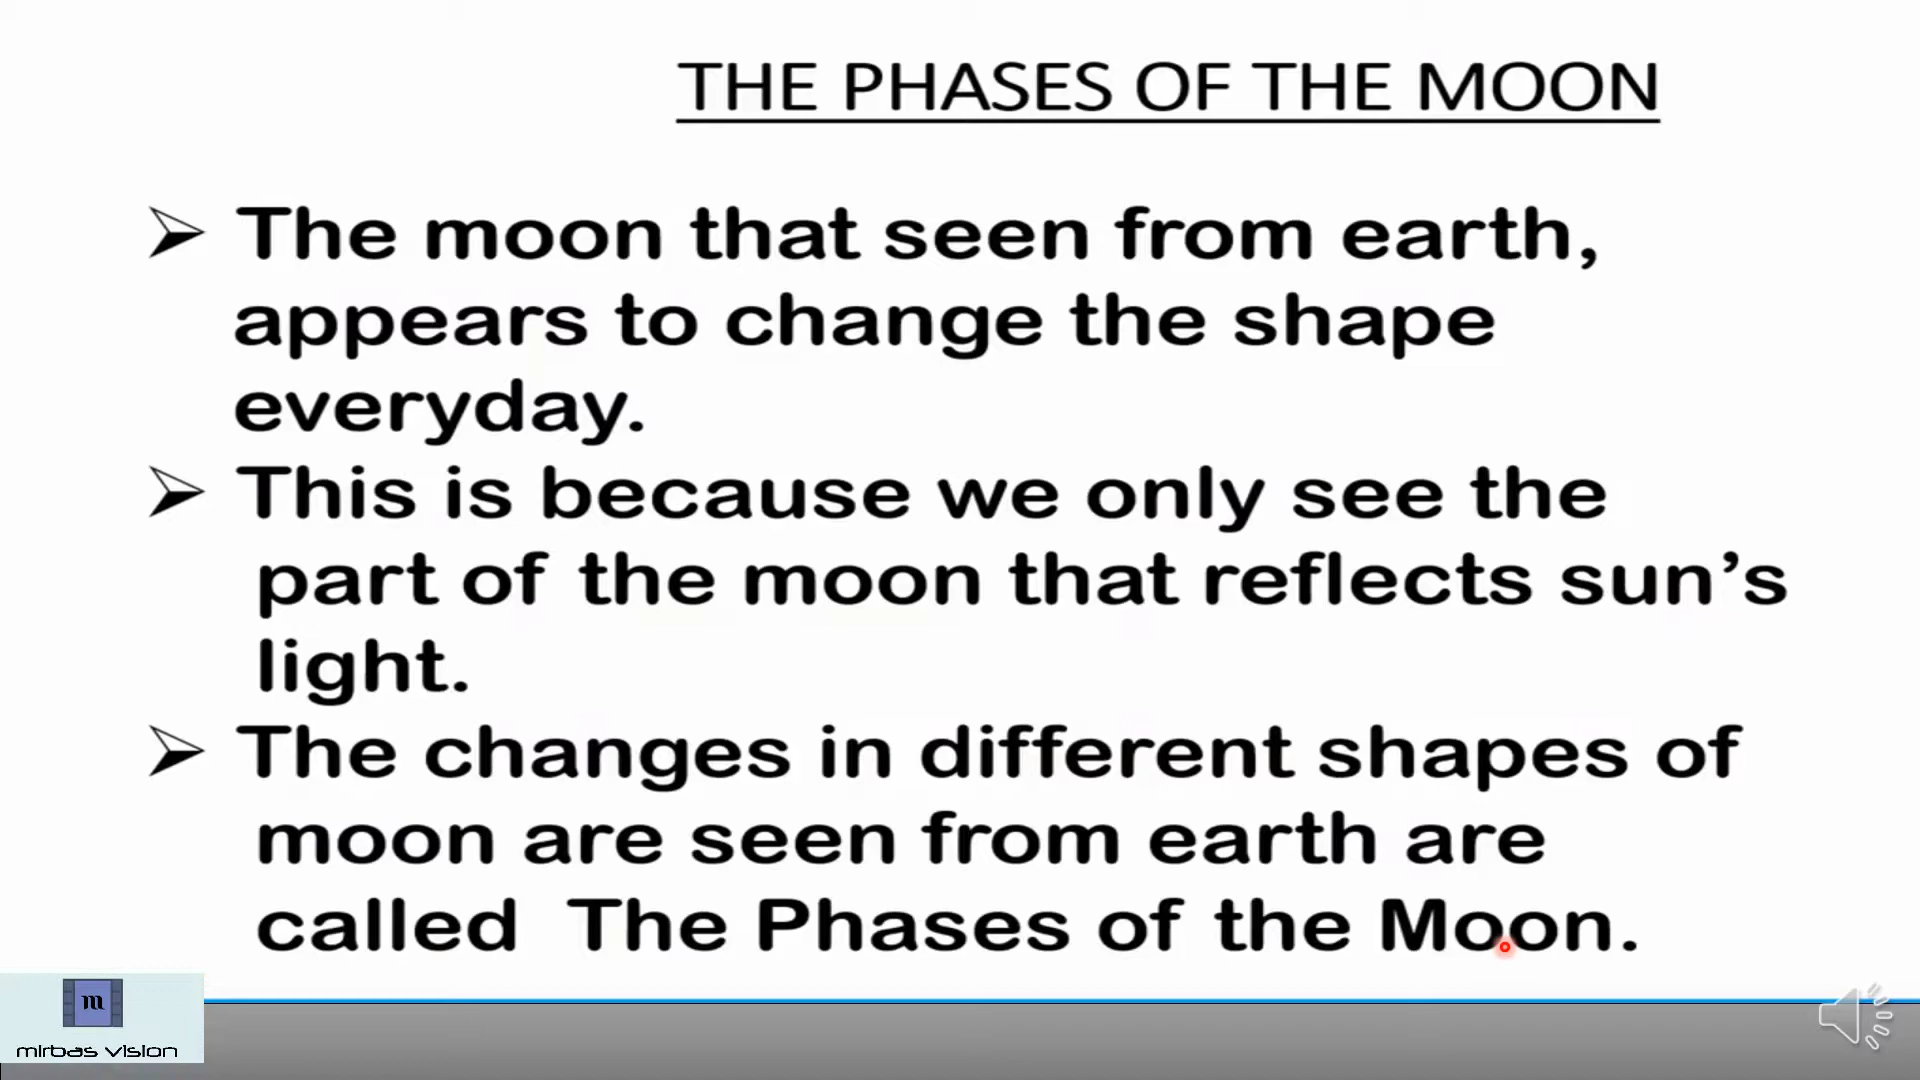 THE PHASES OF THE MOON
The moon that seen from earth,
appears to change the shape
everyday.
This is because we only see the
part of the moon that reflects sun’s
light.
The changes in different shapes of
moon are seen from earth are
called The Phases of the Moon.
m
mirbas vision